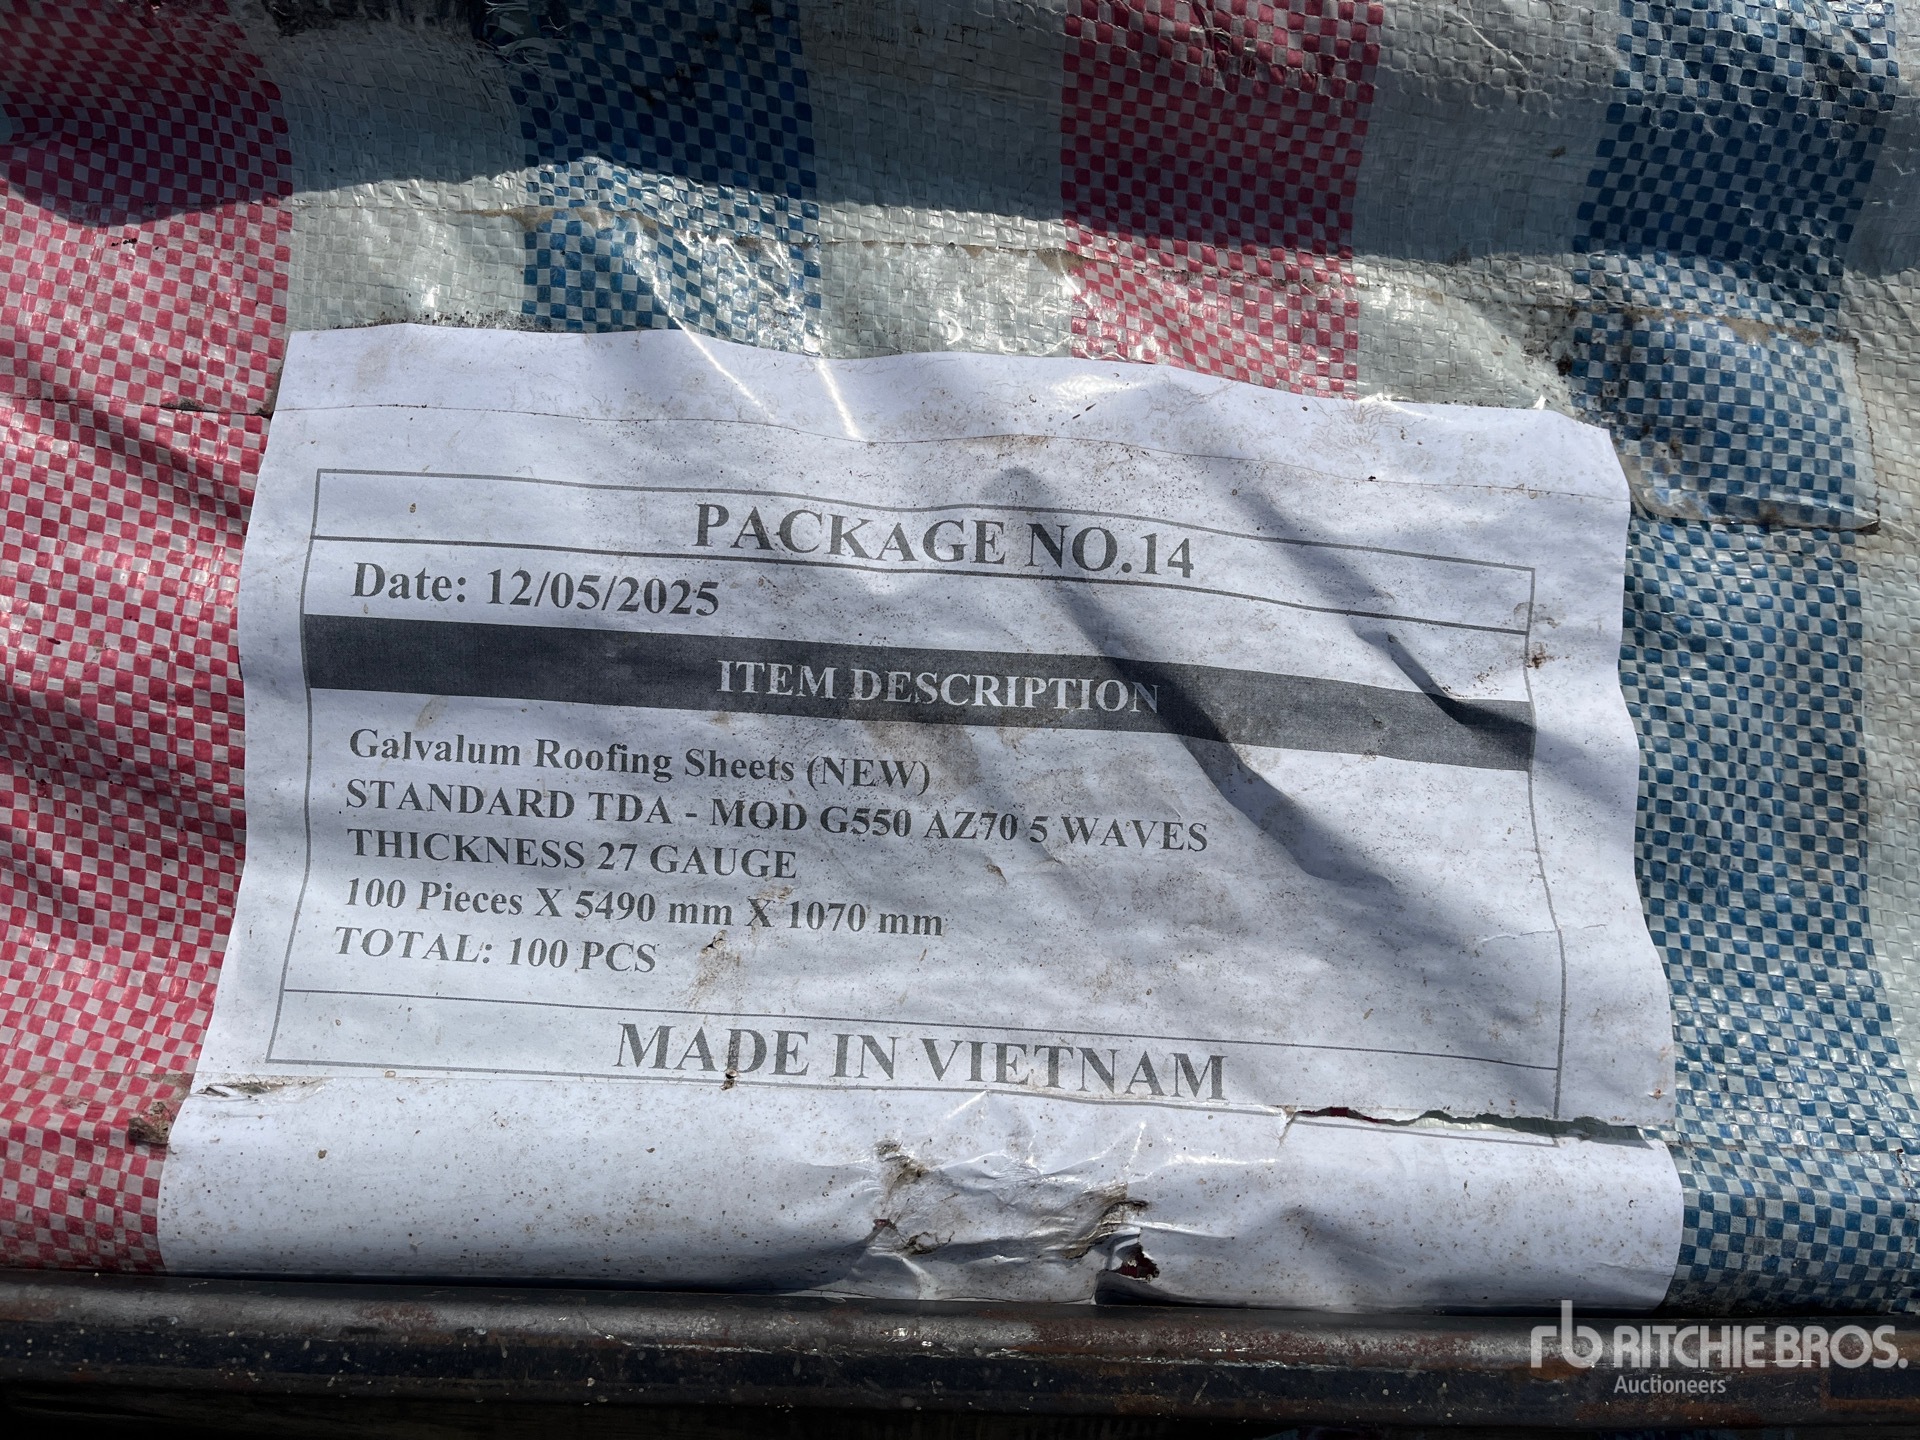 PACKAGE NO.14
Date: 12/05/2025
ITEM DESCRIPTION
Galvalum Roofing Sheets (NEW)
STANDARD TDA - MOD G550 AZ70 5 WAVES
THICKNESS 27 GAUGE
100 Pieces X 5490 mm X 1070 mm
TOTAL: 100 PCS
MADE IN VIETNAM
rb RITCHIE BROS.
Auctioneers